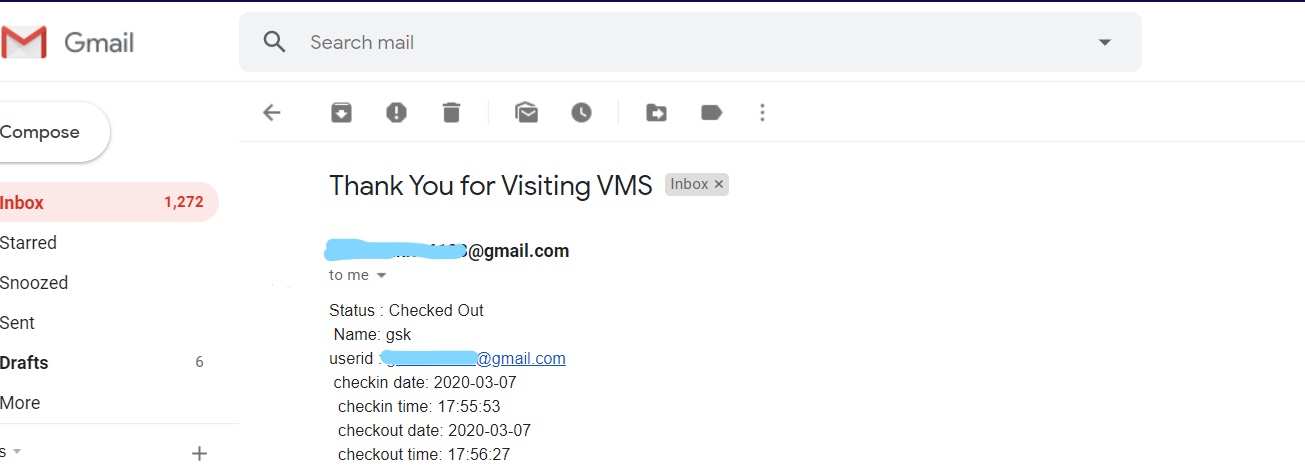 Gmail
Search mail
Compose
Inbox 1,272
Starred
Snoozed
Sent
Drafts 6
More
Thank You for Visiting VMS Inbox ×
@gmail.com
to me
Status : Checked Out
Name: gsk
userid : @gmail.com
checkin date: 2020-03-07
checkin time: 17:55:53
checkout date: 2020-03-07
checkout time: 17:56:27